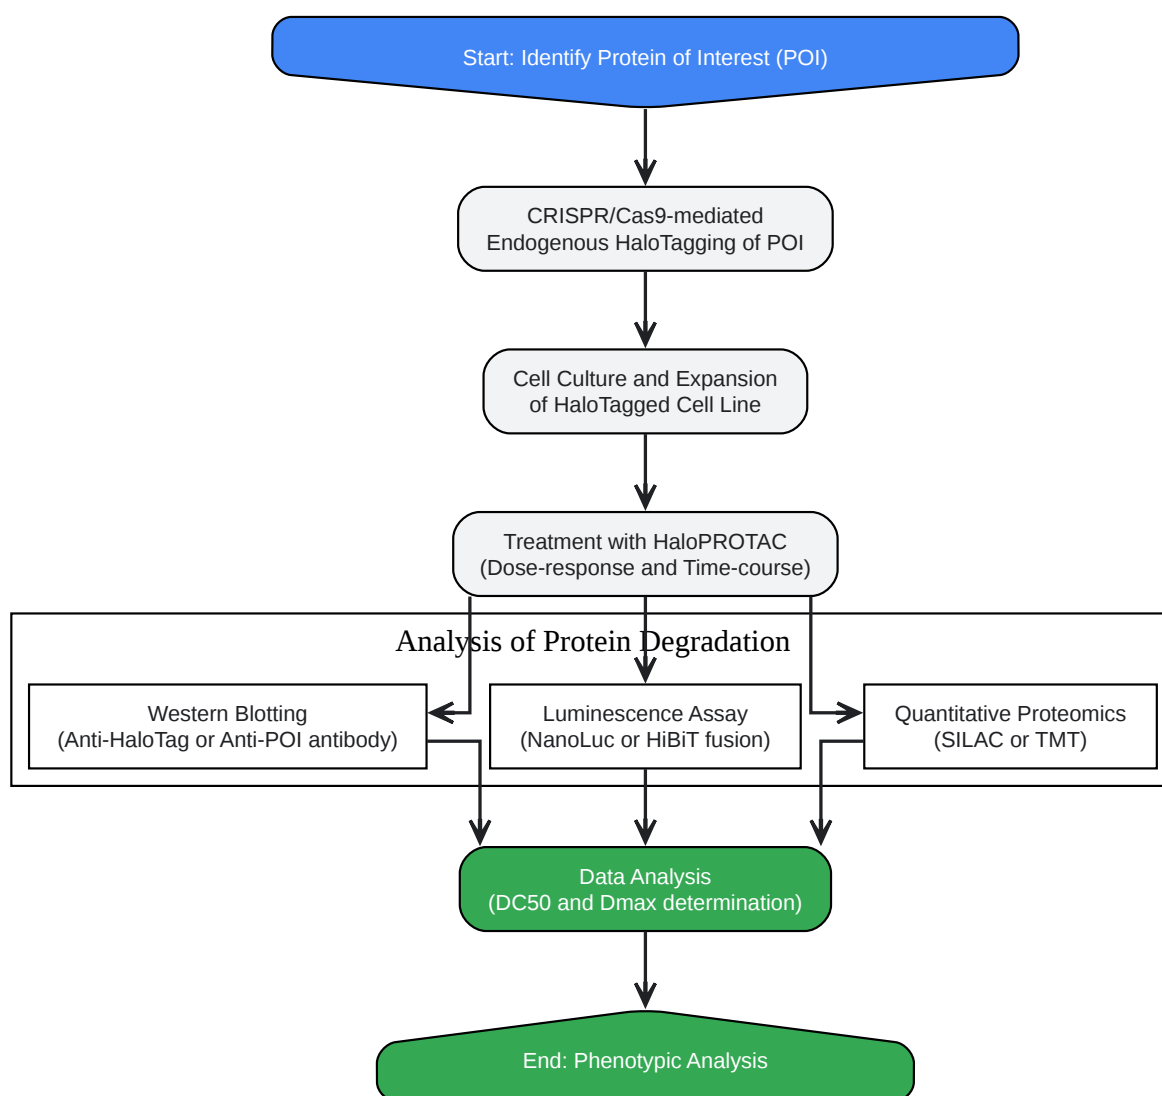 Start: Identify Protein of Interest (POI)
CRISPR/Cas9-mediated
Endogenous HaloTagging of POI
Cell Culture and Expansion
of HaloTagged Cell Line
Treatment with HaloPROTAC
(Dose-response and Time-course)
Analysis of Protein Degradation
Western Blotting
(Anti-HaloTag or Anti-POI antibody)
Luminescence Assay
(NanoLuc or HiBiT fusion)
Quantitative Proteomics
(SILAC or TMT)
Data Analysis
(DC50 and Dmax determination)
End: Phenotypic Analysis